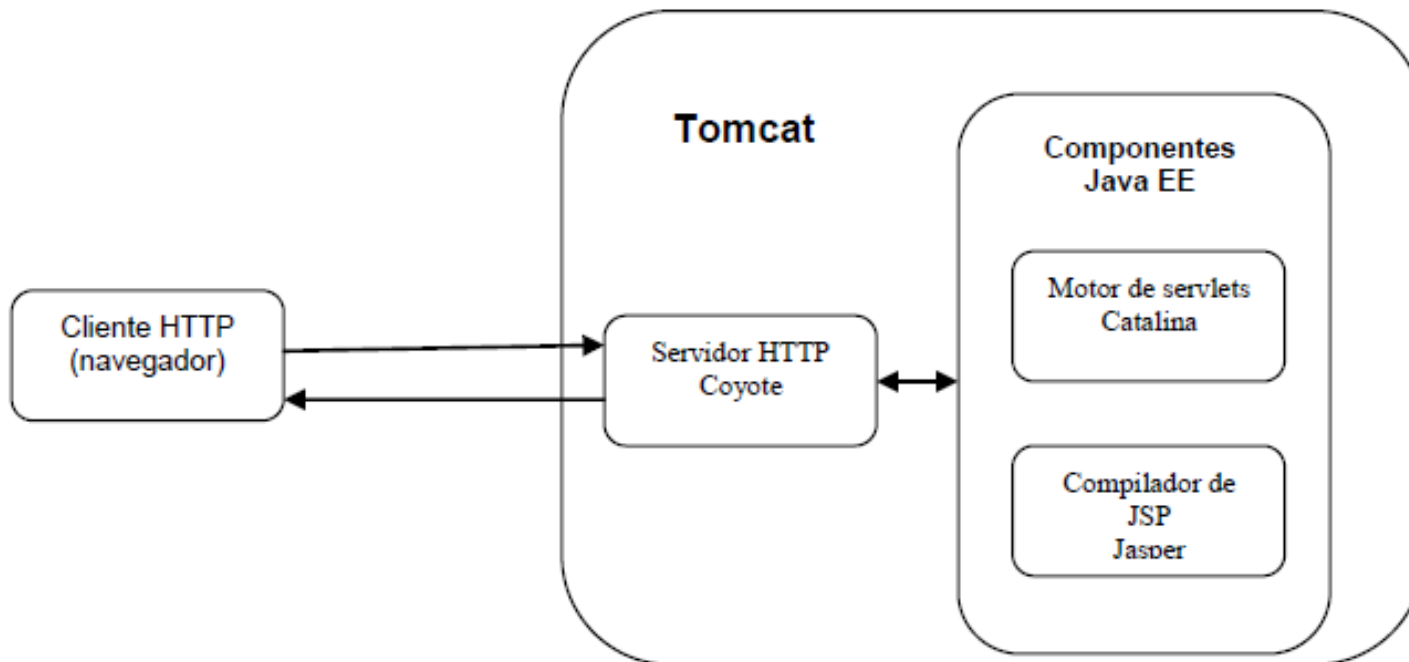 Tomcat
Componentes
Java EE
Motor de servlets
Catalina
Cliente HTTP
(navegador)
Servidor HTTP
Coyote
Compilador de
JSP
Jasper